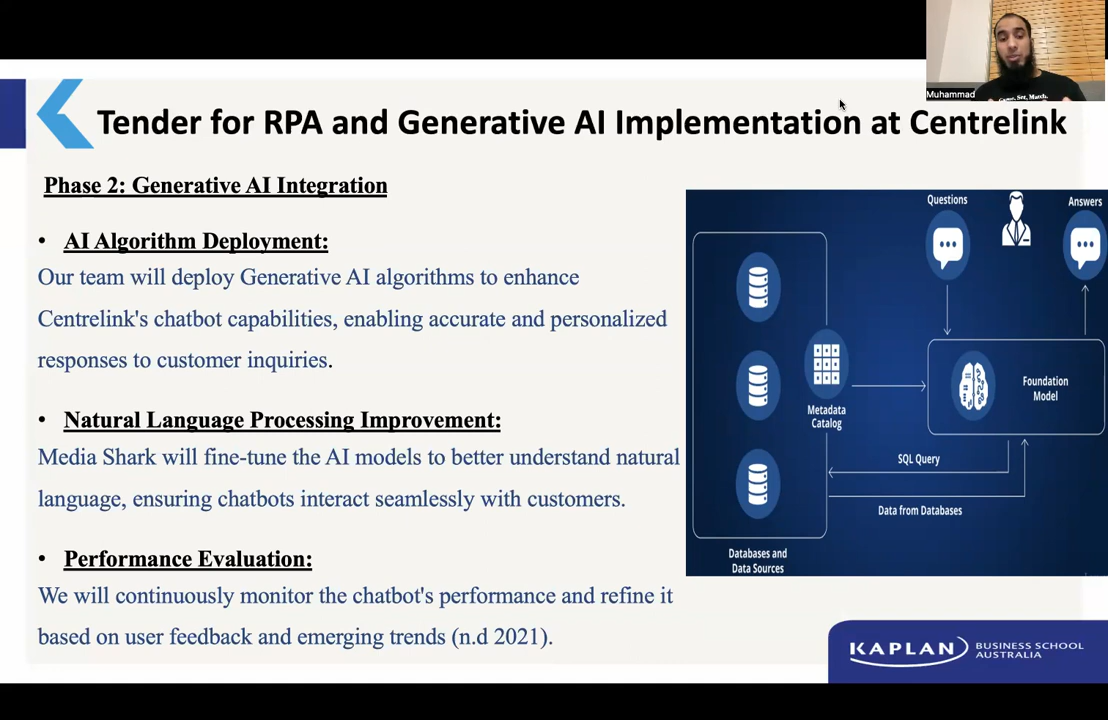 Muhammad
Game. Set. Match.
Tender for RPA and Generative AI Implementation at Centrelink
Phase 2: Generative AI Integration
• AI Algorithm Deployment:
Our team will deploy Generative AI algorithms to enhance
Centrelink's chatbot capabilities, enabling accurate and personalized
responses to customer inquiries.
• Natural Language Processing Improvement:
Media Shark will fine-tune the AI models to better understand natural
language, ensuring chatbots interact seamlessly with customers.
• Performance Evaluation:
We will continuously monitor the chatbot's performance and refine it
based on user feedback and emerging trends (n.d 2021).
Questions
Answers
Metadata
Catalog
Foundation
Model
SQL Query
Data from Databases
Databases and
Data Sources
KAPLAN BUSINESS SCHOOL
AUSTRALIA